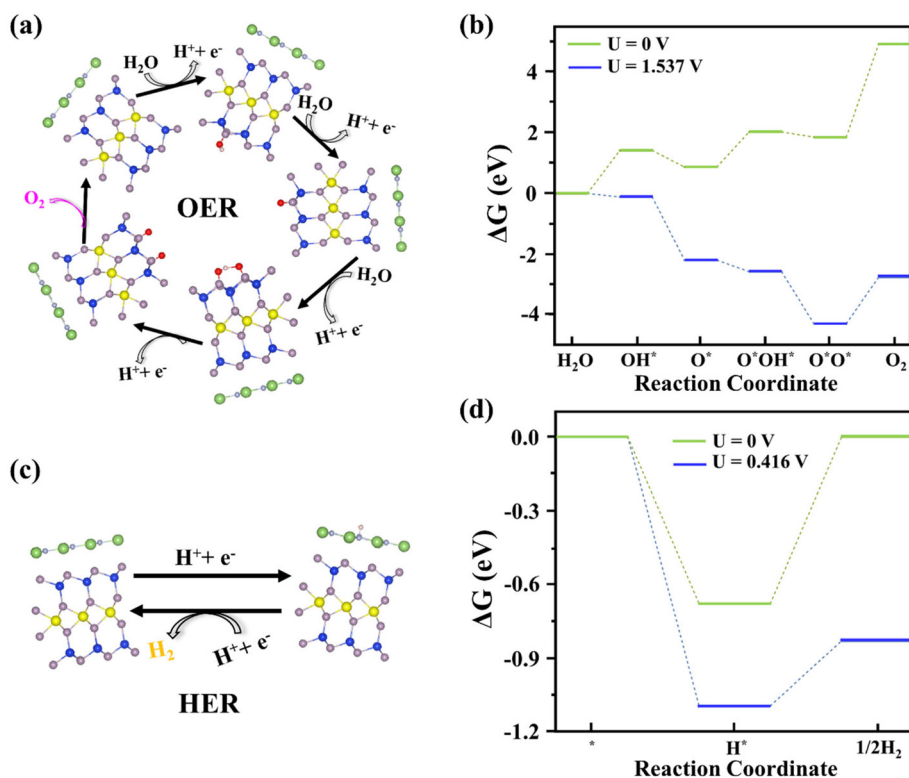 (a)
H⁺+ e⁻
H₂O
H₂O
H⁺+ e⁻
OER
O₂
H₂O
H⁺+ e⁻
H⁺+ e⁻
(b)
U = 0 V
U = 1.537 V
4
2
0
-2
-4
ΔG (eV)
H₂O OH* O* O*OH* O*O* O₂
Reaction Coordinate
(c)
H⁺+ e⁻
H₂
H⁺+ e⁻
HER
(d)
U = 0 V
U = 0.416 V
0.0
-0.3
-0.6
-0.9
-1.2
ΔG (eV)
* H* 1/2H₂
Reaction Coordinate